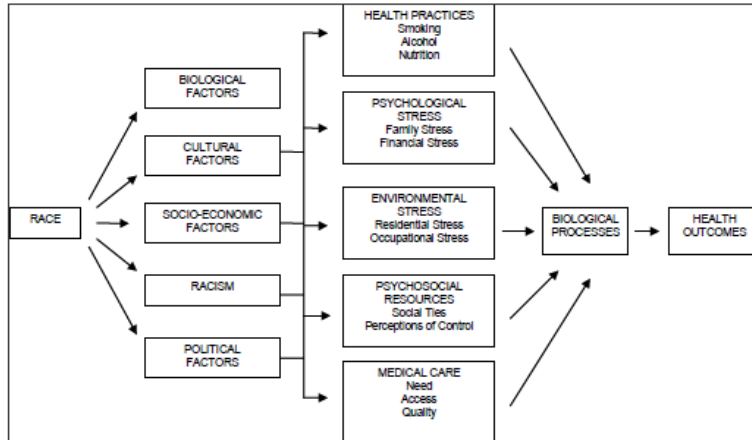 RACE
BIOLOGICAL
FACTORS
CULTURAL
FACTORS
SOCIO-ECONOMIC
FACTORS
RACISM
POLITICAL
FACTORS
HEALTH PRACTICES
Smoking
Alcohol
Nutrition
PSYCHOLOGICAL
STRESS
Family Stress
Financial Stress
ENVIRONMENTAL
STRESS
Residential Stress
Occupational Stress
PSYCHOSOCIAL
RESOURCES
Social Ties
Perceptions of Control
MEDICAL CARE
Need
Access
Quality
BIOLOGICAL
PROCESSES
HEALTH
OUTCOMES